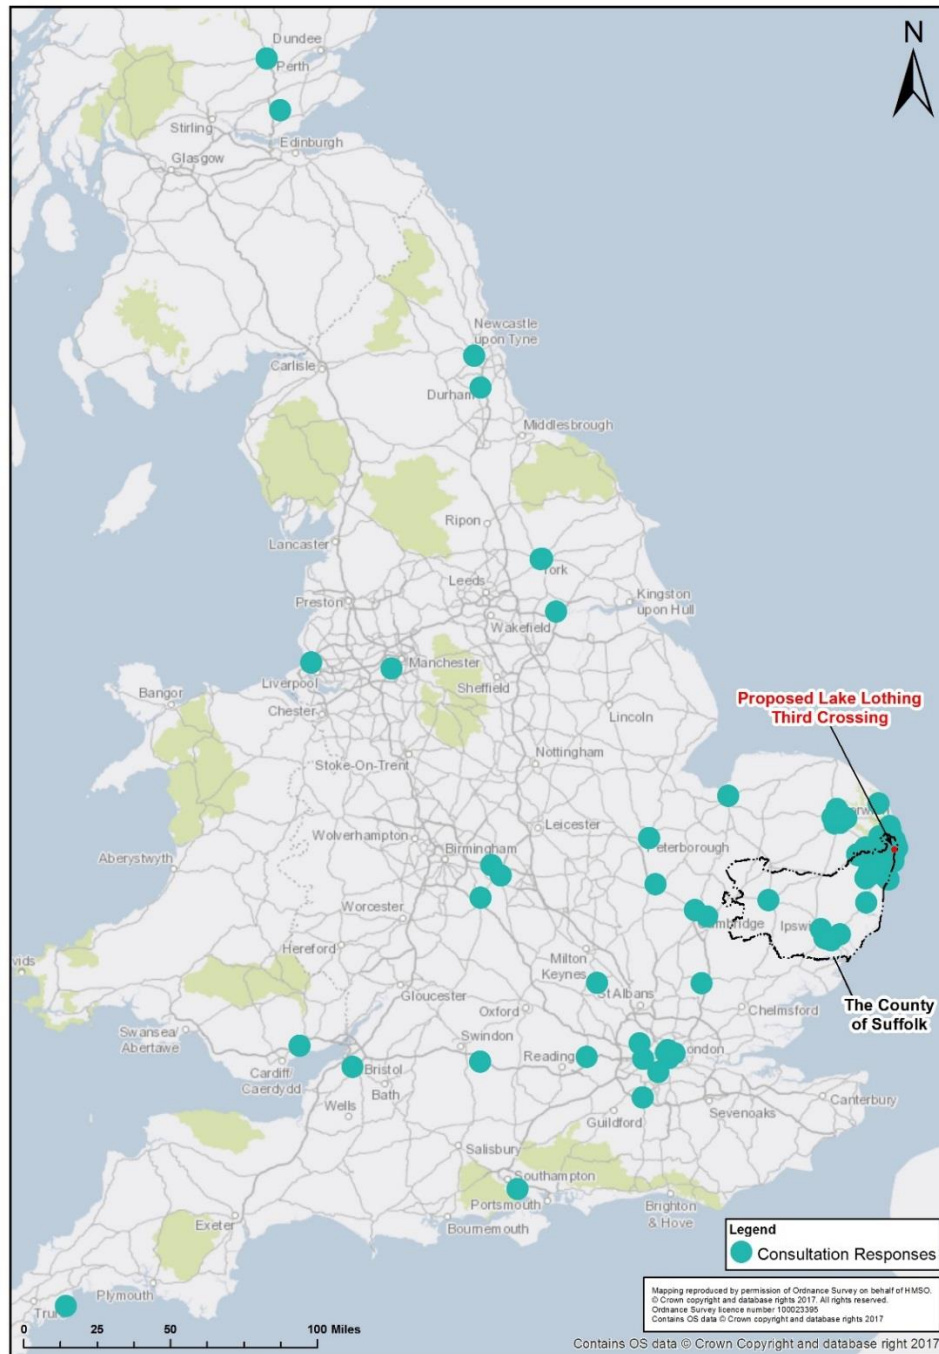 N
Dundee
Perth
Stirling
Edinburgh
Glasgow
Newcastle
upon Tyne
Carlisle
Durham
Middlesbrough
Ripon
Lancaster
York
Leeds
Preston
Kingston
upon Hull
Wakefield
Manchester
Liverpool
Sheffield
Bangor
Chester
Lincoln
Proposed Lake Lothing
Third Crossing
Stoke-On-Trent
Nottingham
Leicester
Wolverhampton
Peterborough
Birmingham
Aberystwyth
Worcester
Hereford
Milton
Keynes
St Albans
Gloucester
Oxford
Chelmsford
The County
of Suffolk
Swansea/
Abertawe
Swindon
Reading
Cardiff/
Caerdydd
Bristol
Bath
Wells
Canterbury
Sevenoaks
Guildford
Salisbury
Southampton
Portsmouth
Brighton
& Hove
Bournemouth
Exeter
Plymouth
Legend
Consultation Responses
0 25 50 100 Miles
Mapping reproduced by permission of Ordnance Survey on behalf of HMSO.
© Crown copyright and database rights 2017. All rights reserved.
Ordnance Survey licence number 100023395
Contains OS data © Crown copyright and database rights 2017
Contains OS data © Crown Copyright and database right 2017